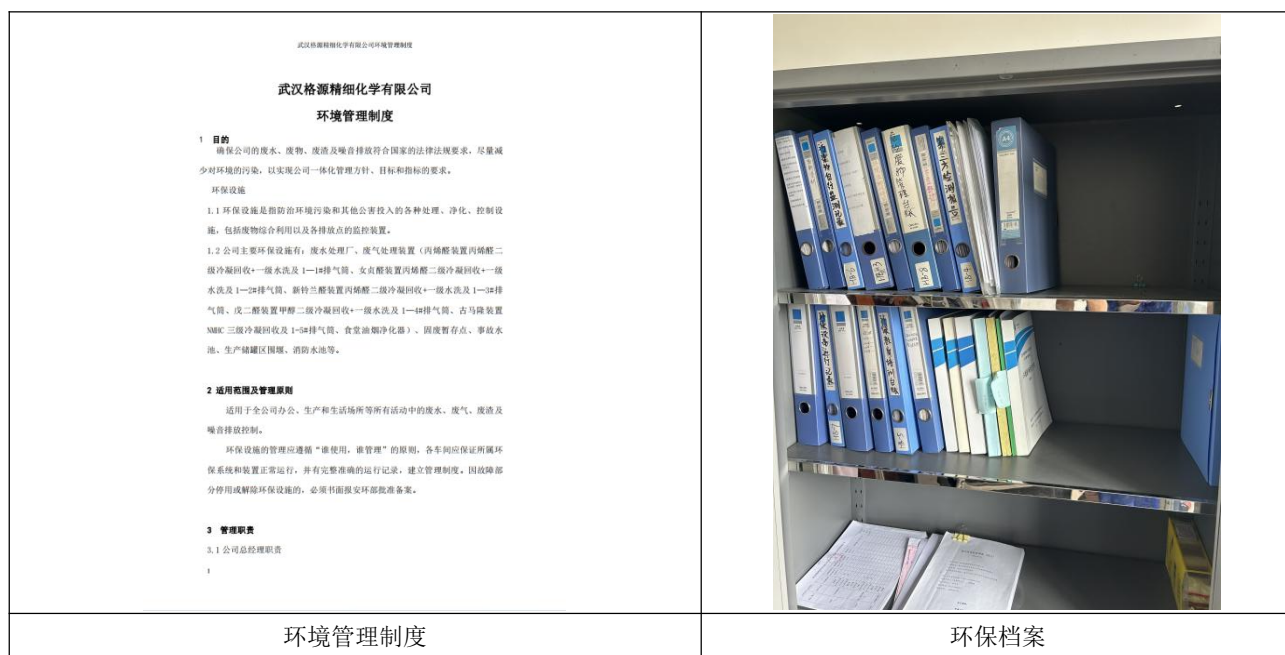 武汉格源精细化学有限公司环境管理制度
武汉格源精细化学有限公司
环境管理制度
1 目的
确保公司的废水、废物、废渣及噪音排放符合国家的法律法规要求，尽量减
少对环境的污染，以实现公司一体化管理方针、目标和指标的要求。
环保设施
1.1 环保设施是指防治环境污染和其他公害投入的各种处理、净化、控制设
施，包括废物综合利用以及各排放点的监控装置。
1.2 公司主要环保设施有：废水处理厂、废气处理装置（丙烯醛装置丙烯醛二
级冷凝回收+一级水洗及 1—1#排气筒、女贞醛装置丙烯醛二级冷凝回收+一级
水洗及 1—2#排气筒、新铃兰醛装置丙烯醛二级冷凝回收+一级水洗及 1—3#排
气筒、戊二醛装置甲醇二级冷凝回收+一级水洗及 1—4#排气筒、古马隆装置
NMHC 三级冷凝回收及 1-5#排气筒、食堂油烟净化器）、固废暂存点、事故水
池、生产储罐区围堰、消防水池等。
2 适用范围及管理原则
适用于全公司办公、生产和生活场所等所有活动中的废水、废气、废渣及
噪音排放控制。
环保设施的管理应遵循“谁使用，谁管理”的原则，各车间应保证所属环
保系统和装置正常运行，并有完整准确的运行记录，建立管理制度。因故障部
分停用或解除环保设施的，必须书面报安环部批准备案。
3 管理职责
3.1 公司总经理职责
1
废物管理台账
第三方检测报告
A4
环境管理制度
环保档案